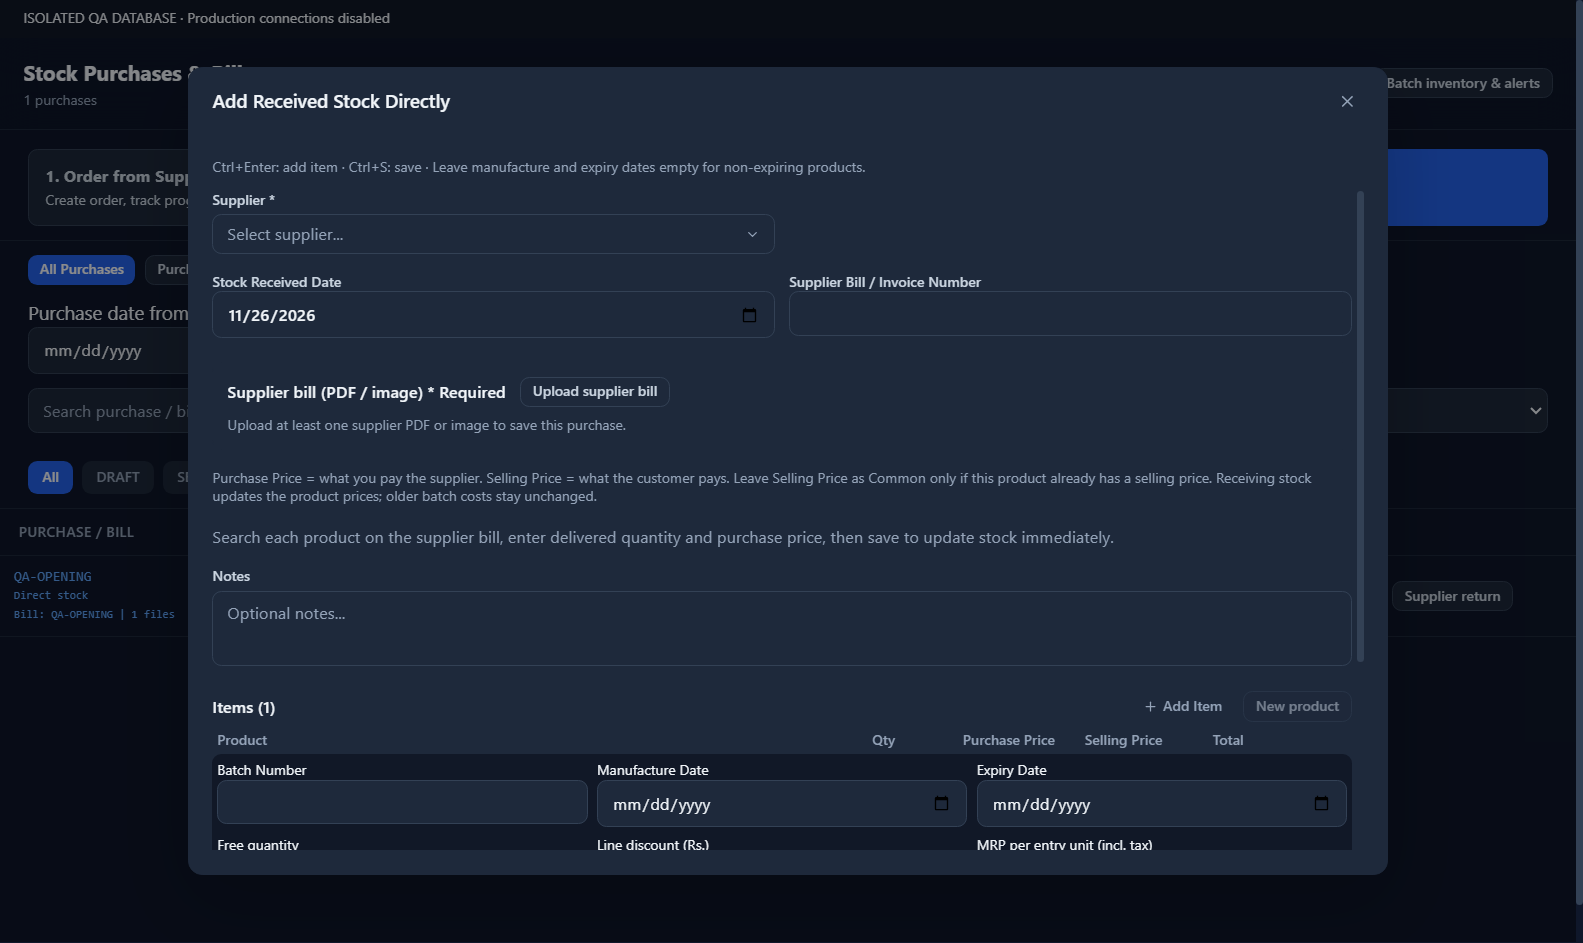 ISOLATED QA DATABASE · Production connections disabled
Stock Purchases &
1 purchases
Batch inventory & alerts
1. Order from Supp
Create order, track prog
All Purchases
Purch
Purchase date from
mm/dd/yyyy
Search purchase / bi
All
DRAFT
PURCHASE / BILL
QA-OPENING
Direct stock
Bill: QA-OPENING | 1 files
Supplier return
Add Received Stock Directly
Ctrl+Enter: add item · Ctrl+S: save · Leave manufacture and expiry dates empty for non-expiring products.
Supplier *
Select supplier...
Stock Received Date
Supplier Bill / Invoice Number
11/26/2026
Supplier bill (PDF / image) * Required
Upload supplier bill
Upload at least one supplier PDF or image to save this purchase.
Purchase Price = what you pay the supplier. Selling Price = what the customer pays. Leave Selling Price as Common only if this product already has a selling price. Receiving stock
updates the product prices; older batch costs stay unchanged.
Search each product on the supplier bill, enter delivered quantity and purchase price, then save to update stock immediately.
Notes
Optional notes...
Items (1)
+ Add Item
New product
Product
Qty
Purchase Price
Selling Price
Total
Batch Number
Manufacture Date
Expiry Date
mm/dd/yyyy
mm/dd/yyyy
Free quantity
Line discount (Rs.)
MRP per entry unit (incl. tax)